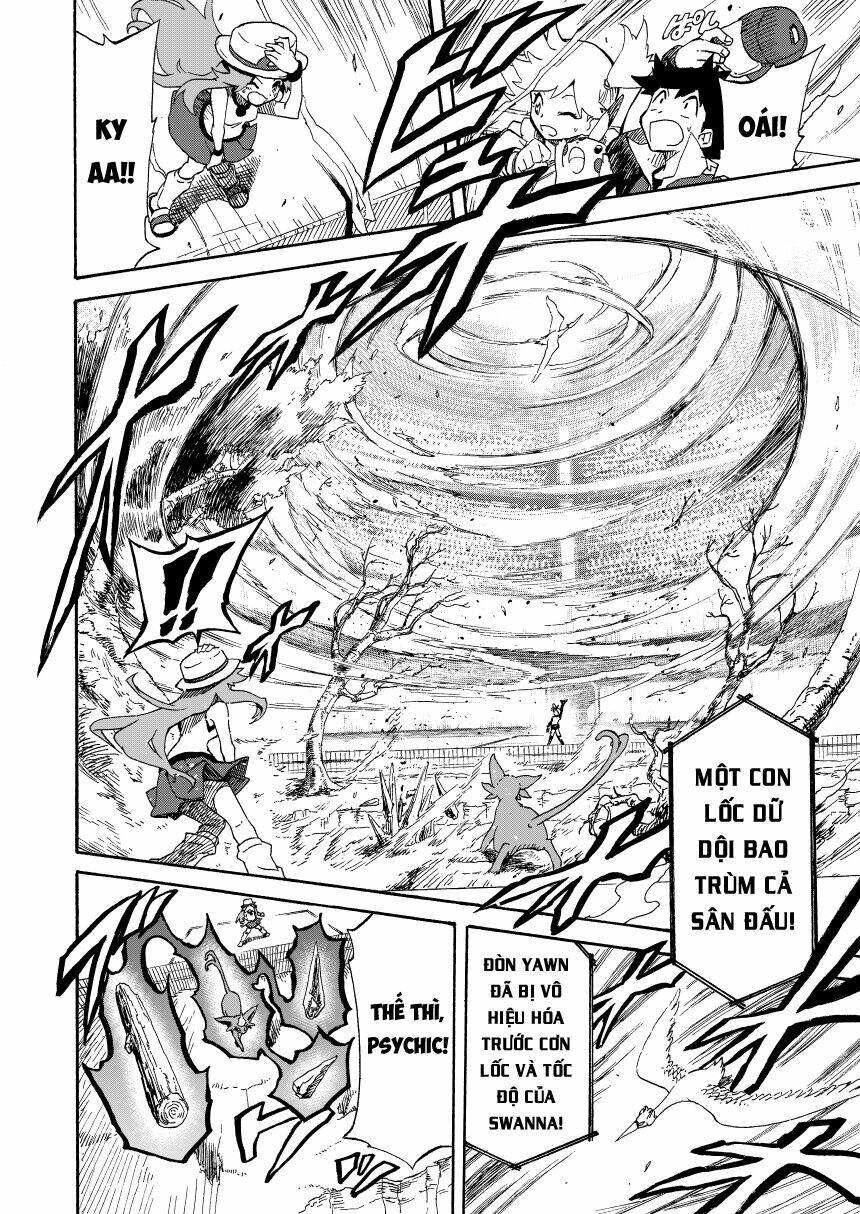 OÁI!
KY
AA!!
!!
MỘT CON
LỐC DỮ
DỘI BAO
TRÙM CẢ
SÂN ĐẤU!
ĐÒN YAWN
ĐÃ BỊ VÔ
HIỆU HÓA
TRƯỚC CƠN
LỐC VÀ TỐC
ĐỘ CỦA
SWANNA!
THẾ THÌ,
PSYCHIC!